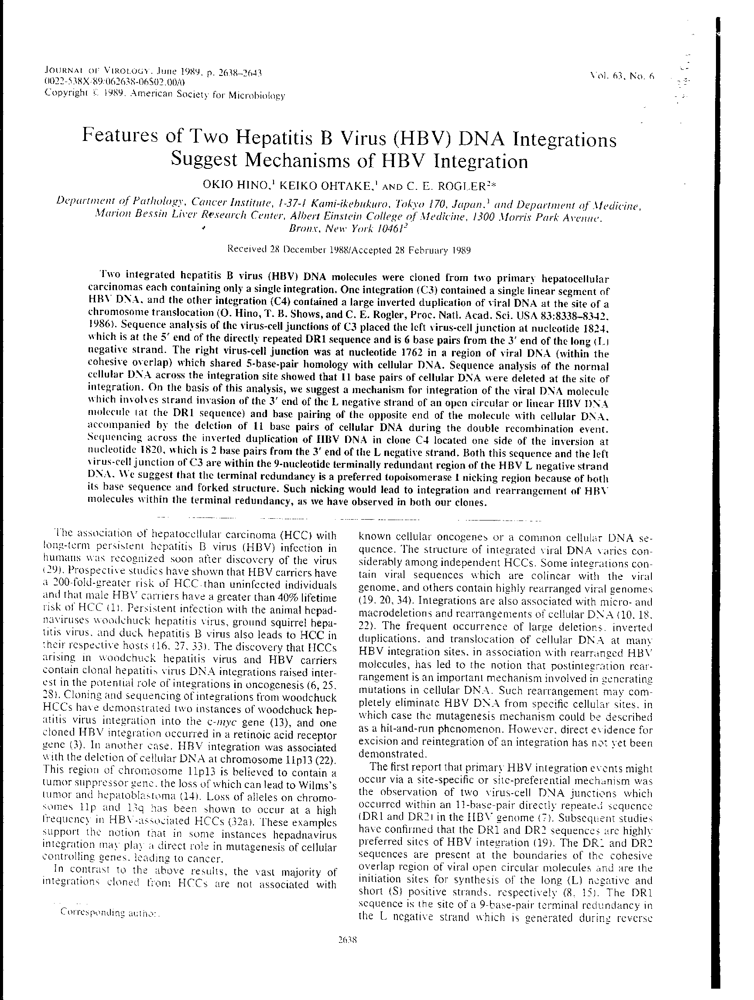 JOURNAL OF VIROLOGY, June 1989, p. 2638–2643
0022-538X/89/062638-06$02.00/0
Copyright © 1989, American Society for Microbiology
Vol. 63, No. 6
Features of Two Hepatitis B Virus (HBV) DNA Integrations
Suggest Mechanisms of HBV Integration
OKIO HINO,¹ KEIKO OHTAKE,¹ AND C. E. ROGLER²*
Department of Pathology, Cancer Institute, 1-37-1 Kami-ikebukuro, Tokyo 170, Japan,¹ and Department of Medicine,
Marion Bessin Liver Research Center, Albert Einstein College of Medicine, 1300 Morris Park Avenue,
Bronx, New York 10461²
Received 28 December 1988/Accepted 28 February 1989
Two integrated hepatitis B virus (HBV) DNA molecules were cloned from two primary hepatocellular
carcinomas each containing only a single integration. One integration (C3) contained a single linear segment of
HBV DNA, and the other integration (C4) contained a large inverted duplication of viral DNA at the site of a
chromosome translocation (O. Hino, T. B. Shows, and C. E. Rogler, Proc. Natl. Acad. Sci. USA 83:8338–8342,
1986). Sequence analysis of the virus-cell junctions of C3 placed the left virus-cell junction at nucleotide 1824,
which is at the 5' end of the directly repeated DR1 sequence and is 6 base pairs from the 3' end of the long (L)
negative strand. The right virus-cell junction was at nucleotide 1762 in a region of viral DNA (within the
cohesive overlap) which shared 5-base-pair homology with cellular DNA. Sequence analysis of the normal
cellular DNA across the integration site showed that 11 base pairs of cellular DNA were deleted at the site of
integration. On the basis of this analysis, we suggest a mechanism for integration of the viral DNA molecule
which involves strand invasion of the 3' end of the L negative strand of an open circular or linear HBV DNA
molecule (at the DR1 sequence) and base pairing of the opposite end of the molecule with cellular DNA,
accompanied by the deletion of 11 base pairs of cellular DNA during the double recombination event.
Sequencing across the inverted duplication of HBV DNA in clone C4 located one side of the inversion at
nucleotide 1820, which is 2 base pairs from the 3' end of the L negative strand. Both this sequence and the left
virus-cell junction of C3 are within the 9-nucleotide terminally redundant region of the HBV L negative strand
DNA. We suggest that the terminal redundancy is a preferred topoisomerase I nicking region because of both
its base sequence and forked structure. Such nicking would lead to integration and rearrangement of HBV
molecules within the terminal redundancy, as we have observed in both our clones.
The association of hepatocellular carcinoma (HCC) with
long-term persistent hepatitis B virus (HBV) infection in
humans was recognized soon after discovery of the virus
(29). Prospective studies have shown that HBV carriers have
a 200-fold-greater risk of HCC than uninfected individuals
and that male HBV carriers have a greater than 40% lifetime
risk of HCC (1). Persistent infection with the animal hepad-
naviruses woodchuck hepatitis virus, ground squirrel hepa-
titis virus, and duck hepatitis B virus also leads to HCC in
their respective hosts (16, 27, 33). The discovery that HCCs
arising in woodchuck hepatitis virus and HBV carriers
contain clonal hepatitis virus DNA integrations raised inter-
est in the potential role of integrations in oncogenesis (6, 25,
28). Cloning and sequencing of integrations from woodchuck
HCCs have demonstrated two instances of woodchuck hep-
atitis virus integration into the c-myc gene (13), and one
cloned HBV integration occurred in a retinoic acid receptor
gene (3). In another case, HBV integration was associated
with the deletion of cellular DNA at chromosome 11p13 (22).
This region of chromosome 11p13 is believed to contain a
tumor suppressor gene, the loss of which can lead to Wilms's
tumor and hepatoblastoma (14). Loss of alleles on chromo-
somes 11p and 13q has been shown to occur at a high
frequency in HBV-associated HCCs (32a). These examples
support the notion that in some instances hepadnavirus
integration may play a direct role in mutagenesis of cellular
controlling genes, leading to cancer.
In contrast to the above results, the vast majority of
integrations cloned from HCCs are not associated with
Corresponding author.
known cellular oncogenes or a common cellular DNA se-
quence. The structure of integrated viral DNA varies con-
siderably among independent HCCs. Some integrations con-
tain viral sequences which are colinear with the viral
genome, and others contain highly rearranged viral genomes
(19, 20, 34). Integrations are also associated with micro- and
macrodeletions and rearrangements of cellular DNA (10, 18,
22). The frequent occurrence of large deletions, inverted
duplications, and translocation of cellular DNA at many
HBV integration sites, in association with rearranged HBV
molecules, has led to the notion that postintegration rear-
rangement is an important mechanism involved in generating
mutations in cellular DNA. Such rearrangement may com-
pletely eliminate HBV DNA from specific cellular sites, in
which case the mutagenesis mechanism could be described
as a hit-and-run phenomenon. However, direct evidence for
excision and reintegration of an integration has not yet been
demonstrated.
The first report that primary HBV integration events might
occur via a site-specific or site-preferential mechanism was
the observation of two virus-cell DNA junctions which
occurred within an 11-base-pair directly repeated sequence
(DR1 and DR2) in the HBV genome (7). Subsequent studies
have confirmed that the DR1 and DR2 sequences are highly
preferred sites of HBV integration (19). The DR1 and DR2
sequences are present at the boundaries of the cohesive
overlap region of viral open circular molecules and are the
initiation sites for synthesis of the long (L) negative and
short (S) positive strands, respectively (8, 15). The DR1
sequence is the site of a 9-base-pair terminal redundancy in
the L negative strand which is generated during reverse
2638